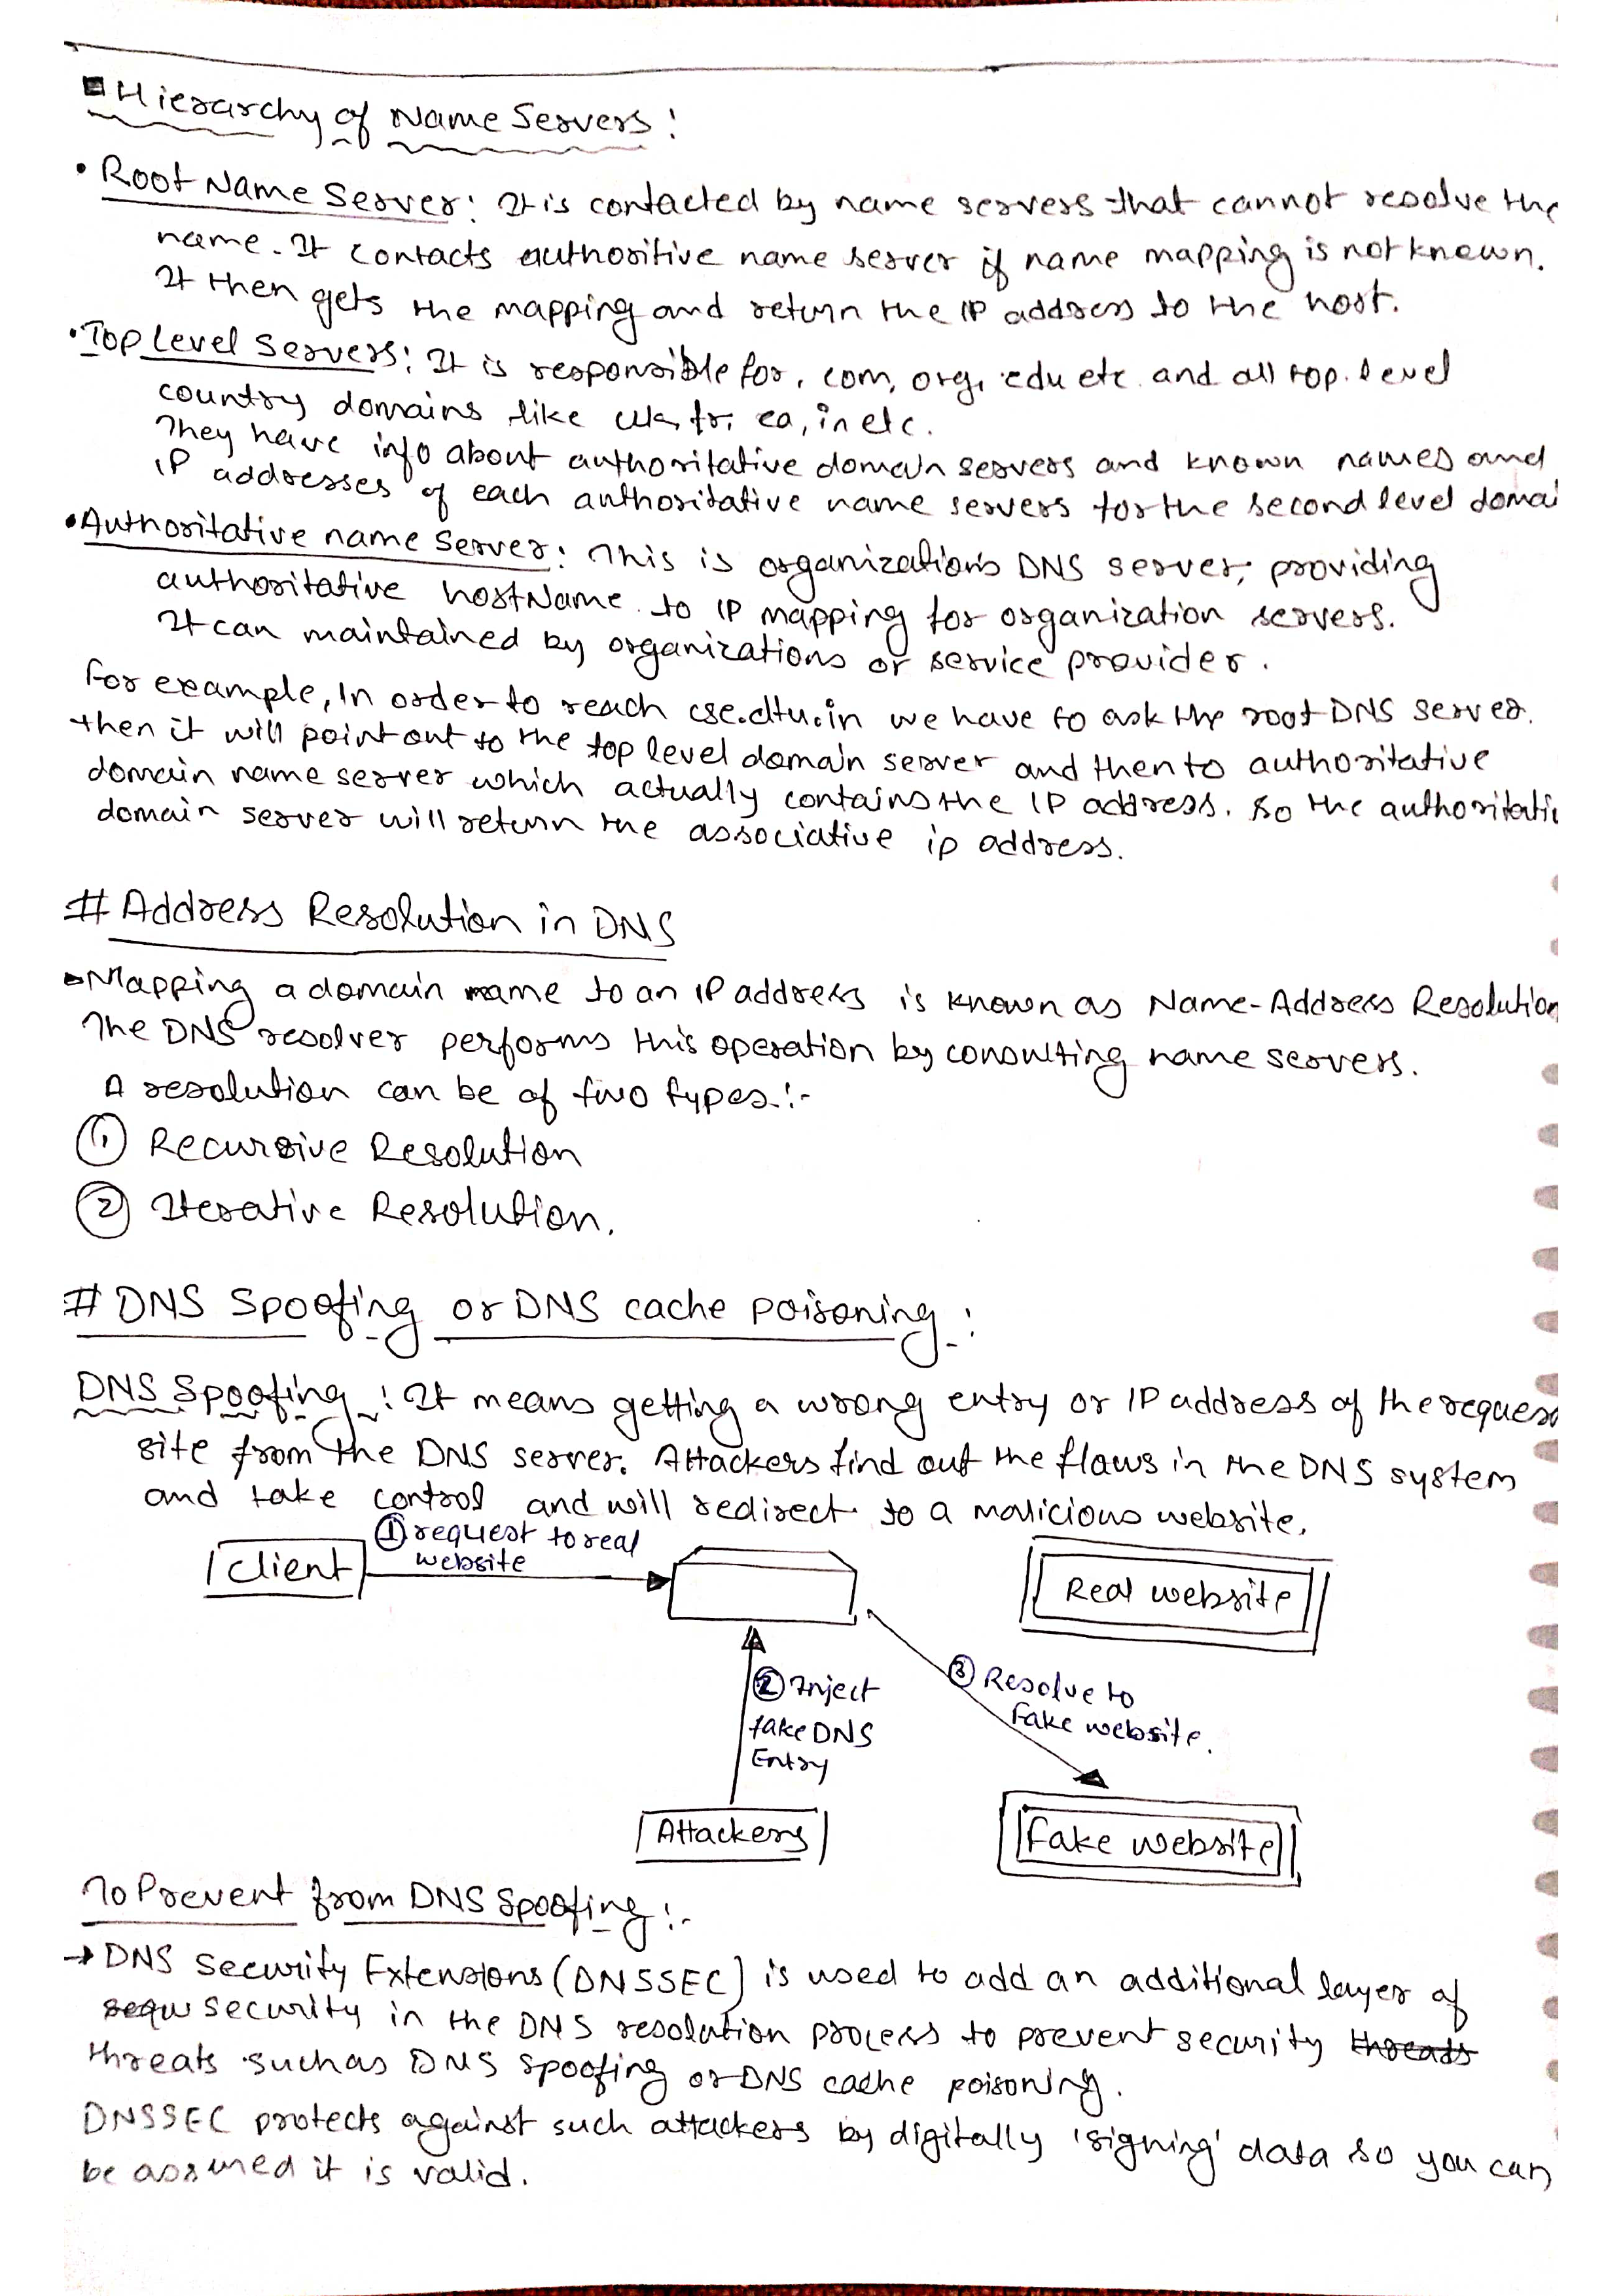 Hierarchy of Name Servers:
• Root Name Server: It is contacted by name servers that cannot resolve the
name. It contacts authoritive name server if name mapping is not known.
It then gets the mapping and return the IP address to the host.
• Top Level Servers: It is responsible for, com, org, edu etc. and all top level
country domains like uk, fr, ca, in etc.
They have info about authoritative domain servers and known names and
IP addresses of each authoritative name servers for the second level domai
• Authoritative name Server: This is organization's DNS server, providing
authoritative hostName to IP mapping for organization servers.
It can maintained by organizations or service provider.
for example, In order to reach cse.dtu.in we have to ask the root DNS server.
then it will point out to the top level domain server and then to authoritative
domain name server which actually contains the IP address. so the authoritativ
domain server will return the associative ip address.
# Address Resolution in DNS
Mapping a domain name to an IP address is known as Name-Address Resolution
The DNS resolver performs this operation by consulting name servers.
A resolution can be of two types:-
① Recursive Resolution
② Iterative Resolution.
# DNS Spoofing or DNS cache poisoning:
DNS Spoofing: It means getting a wrong entry or IP address of the reques
site from the DNS server. Attackers find out the flaws in the DNS system
and take control and will redirect to a malicious website.
① request to real
website
Client
Real website
② Inject
fake DNS
Entry
③ Resolve to
Fake website.
Attackers
Fake website
To Prevent from DNS Spoofing:-
→ DNS Security Extensions (DNSSEC) is used to add an additional layer of
security in the DNS resolution process to prevent security threads
threats such as DNS spoofing or DNS cache poisoning.
DNSSEC protects against such attackers by digitally 'signing' data so you can
be assured it is valid.